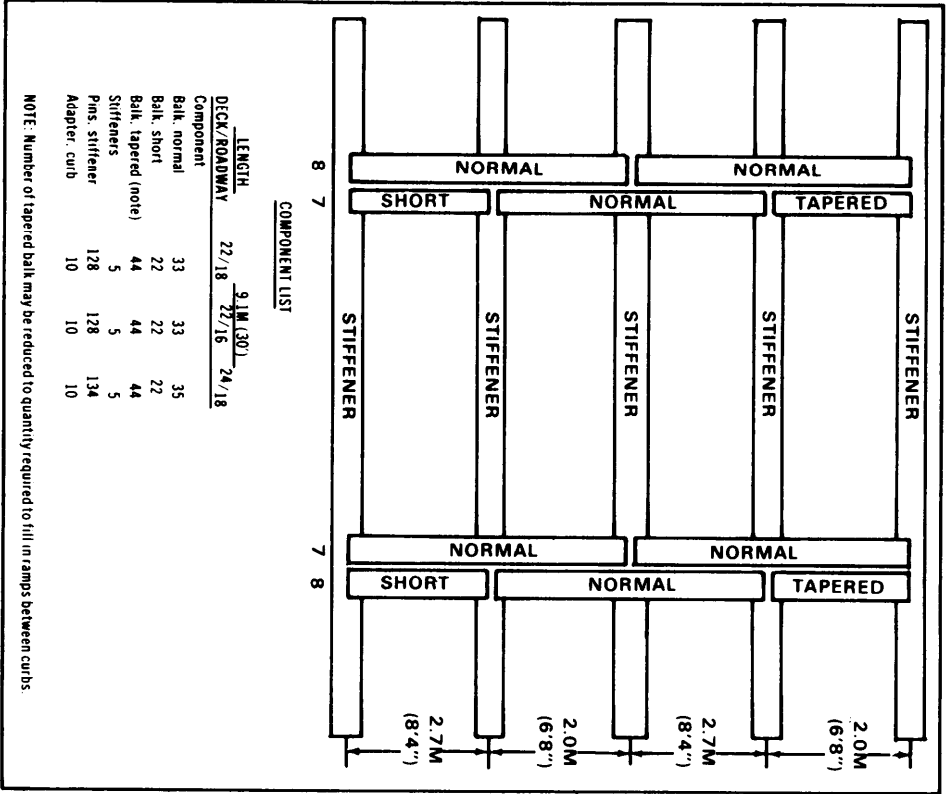 NORMAL
NORMAL
8
SHORT
NORMAL
TAPERED
7
STIFFENER
STIFFENER
STIFFENER
STIFFENER
STIFFENER
NORMAL
NORMAL
7
SHORT
NORMAL
TAPERED
8
2.7M
(8'4")
2.0M
(6'8")
2.7M
(8'4")
2.0M
(6'8")
COMPONENT LIST
LENGTH 9.1M (30')
DECK/ROADWAY 22/18 22/16 24/18
Component
Balk. normal 33 33 35
Balk. short 22 22 22
Balk. tapered (note) 44 44 44
Stiffeners 5 5 5
Pins. stiffener 128 128 134
Adapter. curb 10 10 10
NOTE: Number of tapered balk may be reduced to quantity required to fill in ramps between curbs.